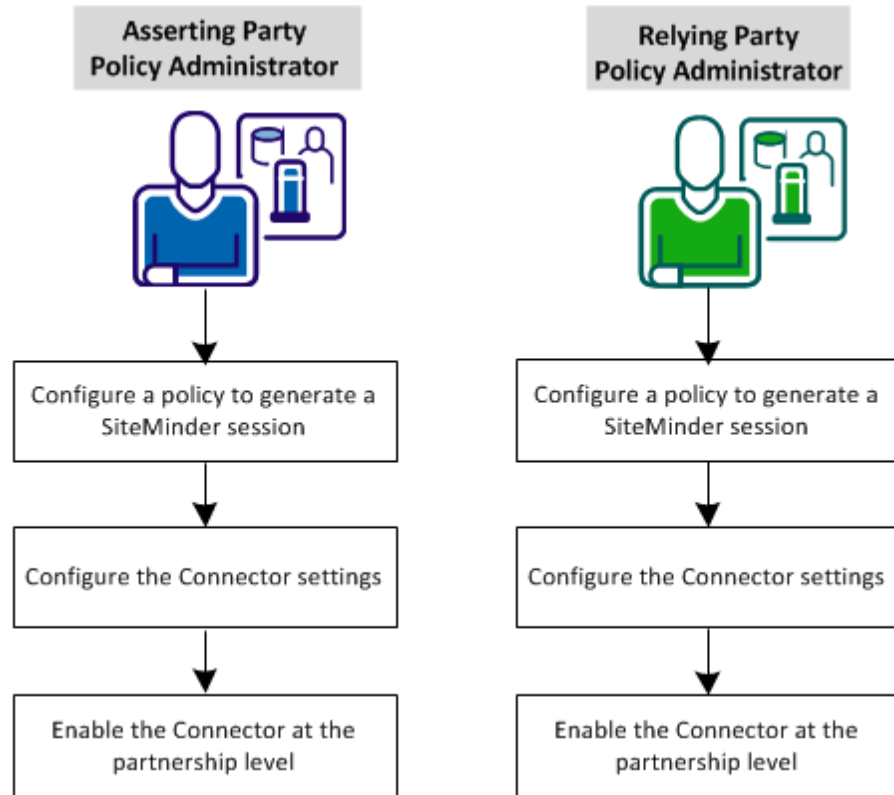 Asserting Party
Policy Administrator
Configure a policy to generate a
SiteMinder session
Configure the Connector settings
Enable the Connector at the
partnership level
Relying Party
Policy Administrator
Configure a policy to generate a
SiteMinder session
Configure the Connector settings
Enable the Connector at the
partnership level